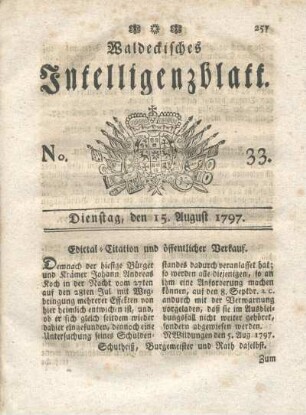 251
Waldeckisches
Intelligenzblatt.
No. 33.
Dienstag, den 15. August 1797.
Edictal-Citation und öffentlicher Verkauf.
Demnach der hiesige Bürger
und Krämer Johann Andreas
Koch in der Nacht vom 27ten
auf den 28ten Jul. mit Weg-
bringung mehrerer Effekten von
hier heimlich entwichen ist, und,
ob er sich gleich seitdem wieder
dahier eingefunden, dennoch eine
Untersuchung seines Schulden-
standes dadurch veranlasset hat;
so werden alle diejenigen, so an
ihm eine Anforderung machen
können, auf den 8. Septbr. a. c.
andurch mit der Verwarnung
vorgeladen, daß sie im Ausblei-
bungsfall nicht weiter gehöret,
sondern abgewiesen werden.
NWildungen den 5. Aug. 1797.
Schultheiß, Burgemeister und Rath daselbst.
Zum